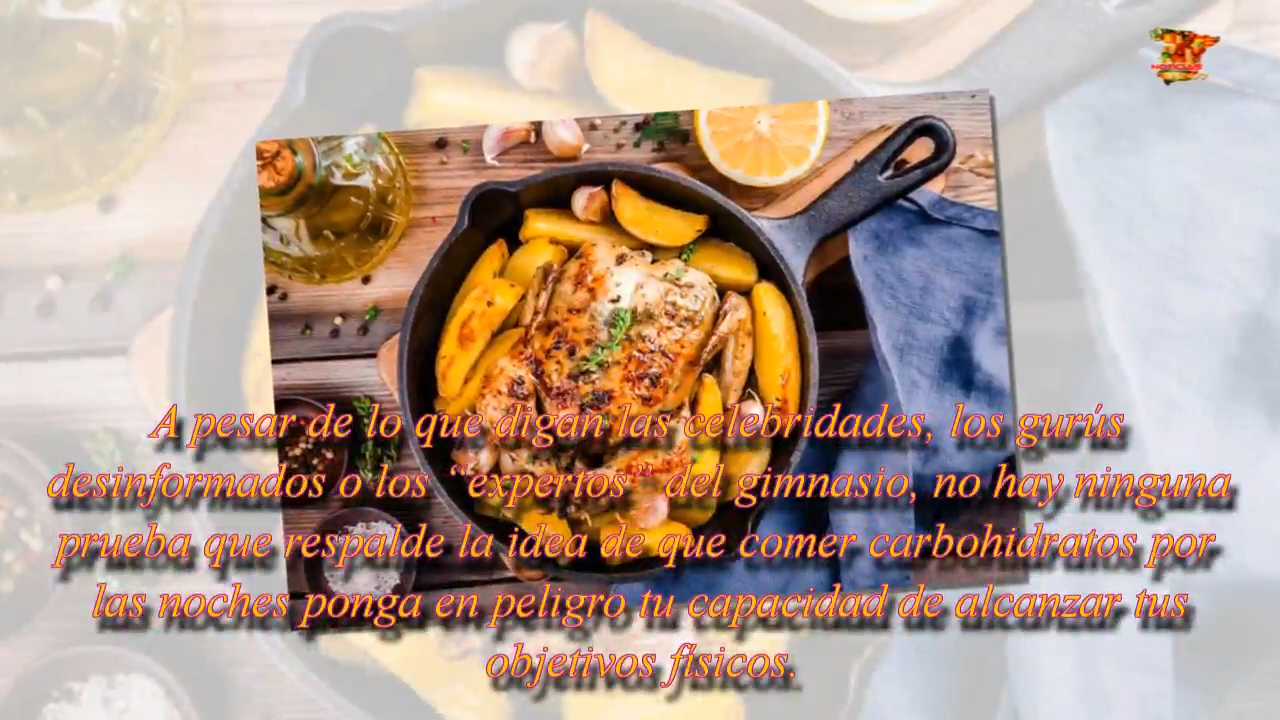 NOTICIAS
A pesar de lo que digan las celebridades, los gurús
desinformados o los “expertos” del gimnasio, no hay ninguna
prueba que respalde la idea de que comer carbohidratos por
las noches ponga en peligro tu capacidad de alcanzar tus
objetivos físicos.